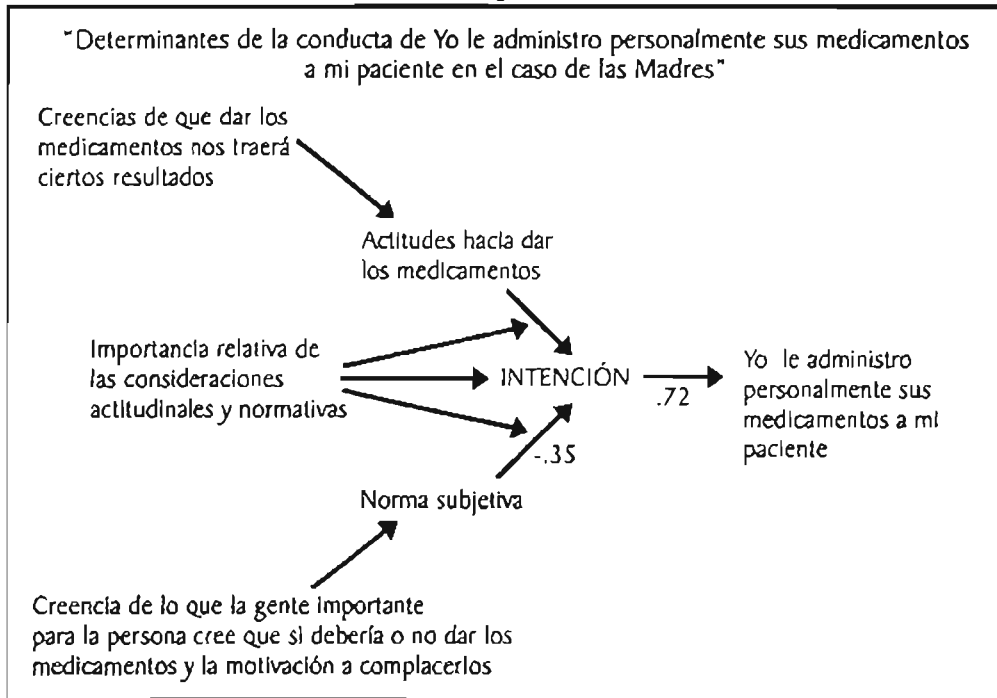 "Determinantes de la conducta de Yo le administro personalmente sus medicamentos
a mi paciente en el caso de las Madres"
Creencias de que dar los
medicamentos nos traerá
ciertos resultados
Actitudes hacia dar
los medicamentos
Importancia relativa de
las consideraciones
actitudinales y normativas
INTENCIÓN
.72
Yo le administro
personalmente sus
medicamentos a mi
paciente
-.35
Norma subjetiva
Creencia de lo que la gente importante
para la persona cree que si debería o no dar los
medicamentos y la motivación a complacerlos